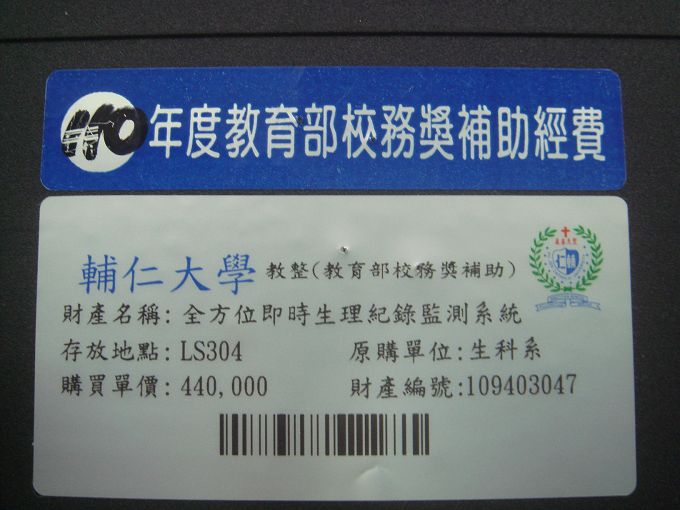 110年度教育部校務獎補助經費
輔仁大學 教整(教育部校務獎補助)
財產名稱: 全方位即時生理紀錄監測系統
存放地點: LS304 原購單位:生科系
購買單價: 440,000 財產編號:109403047